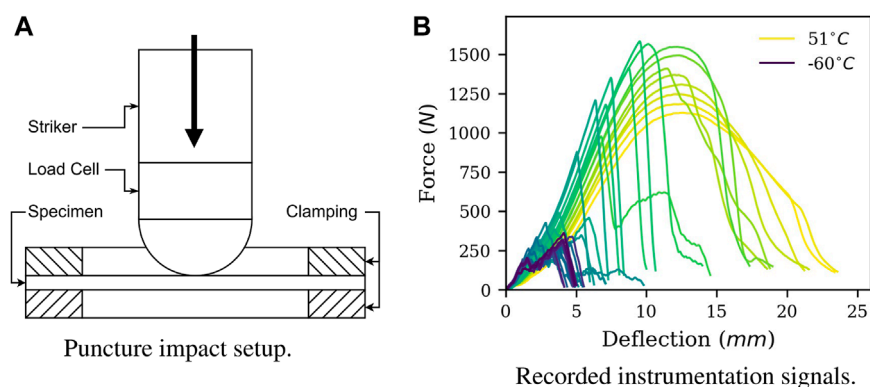 A
Striker
Load Cell
Specimen
Clamping
Puncture impact setup.
B
Force (N)
1500
1250
1000
750
500
250
0
51°C
-60°C
0
5
10
15
20
25
Deflection (mm)
Recorded instrumentation signals.